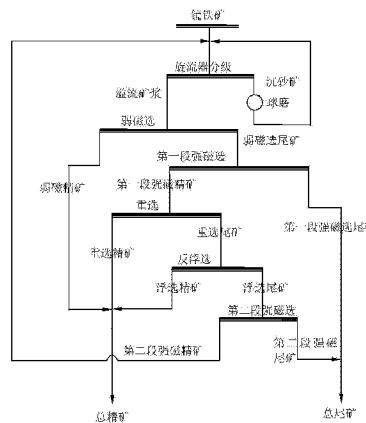 锍铁矿
旋流器分级
沉砂矿
溢流矿浆
球磨
弱磁选
弱磁选尾矿
第一段强磁选
弱磁精矿
第一段强磁精矿
重选
第一段强磁选尾
重选尾矿
重选精矿
反浮选
浮选精矿
浮选尾矿
第二段强磁选
第二段强磁精矿
第二段强磁
尾矿
总精矿
总尾矿